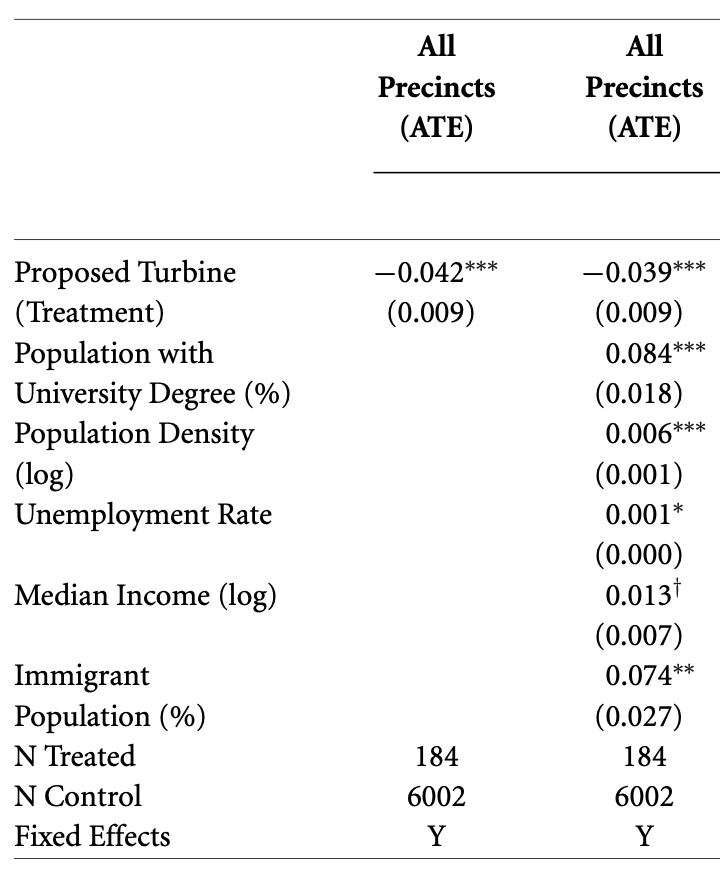 All All
Precincts Precincts
(ATE) (ATE)
Proposed Turbine −0.042*** −0.039***
(Treatment) (0.009) (0.009)
Population with 0.084***
University Degree (%) (0.018)
Population Density 0.006***
(log) (0.001)
Unemployment Rate 0.001*
(0.000)
Median Income (log) 0.013†
(0.007)
Immigrant 0.074**
Population (%) (0.027)
N Treated 184 184
N Control 6002 6002
Fixed Effects Y Y